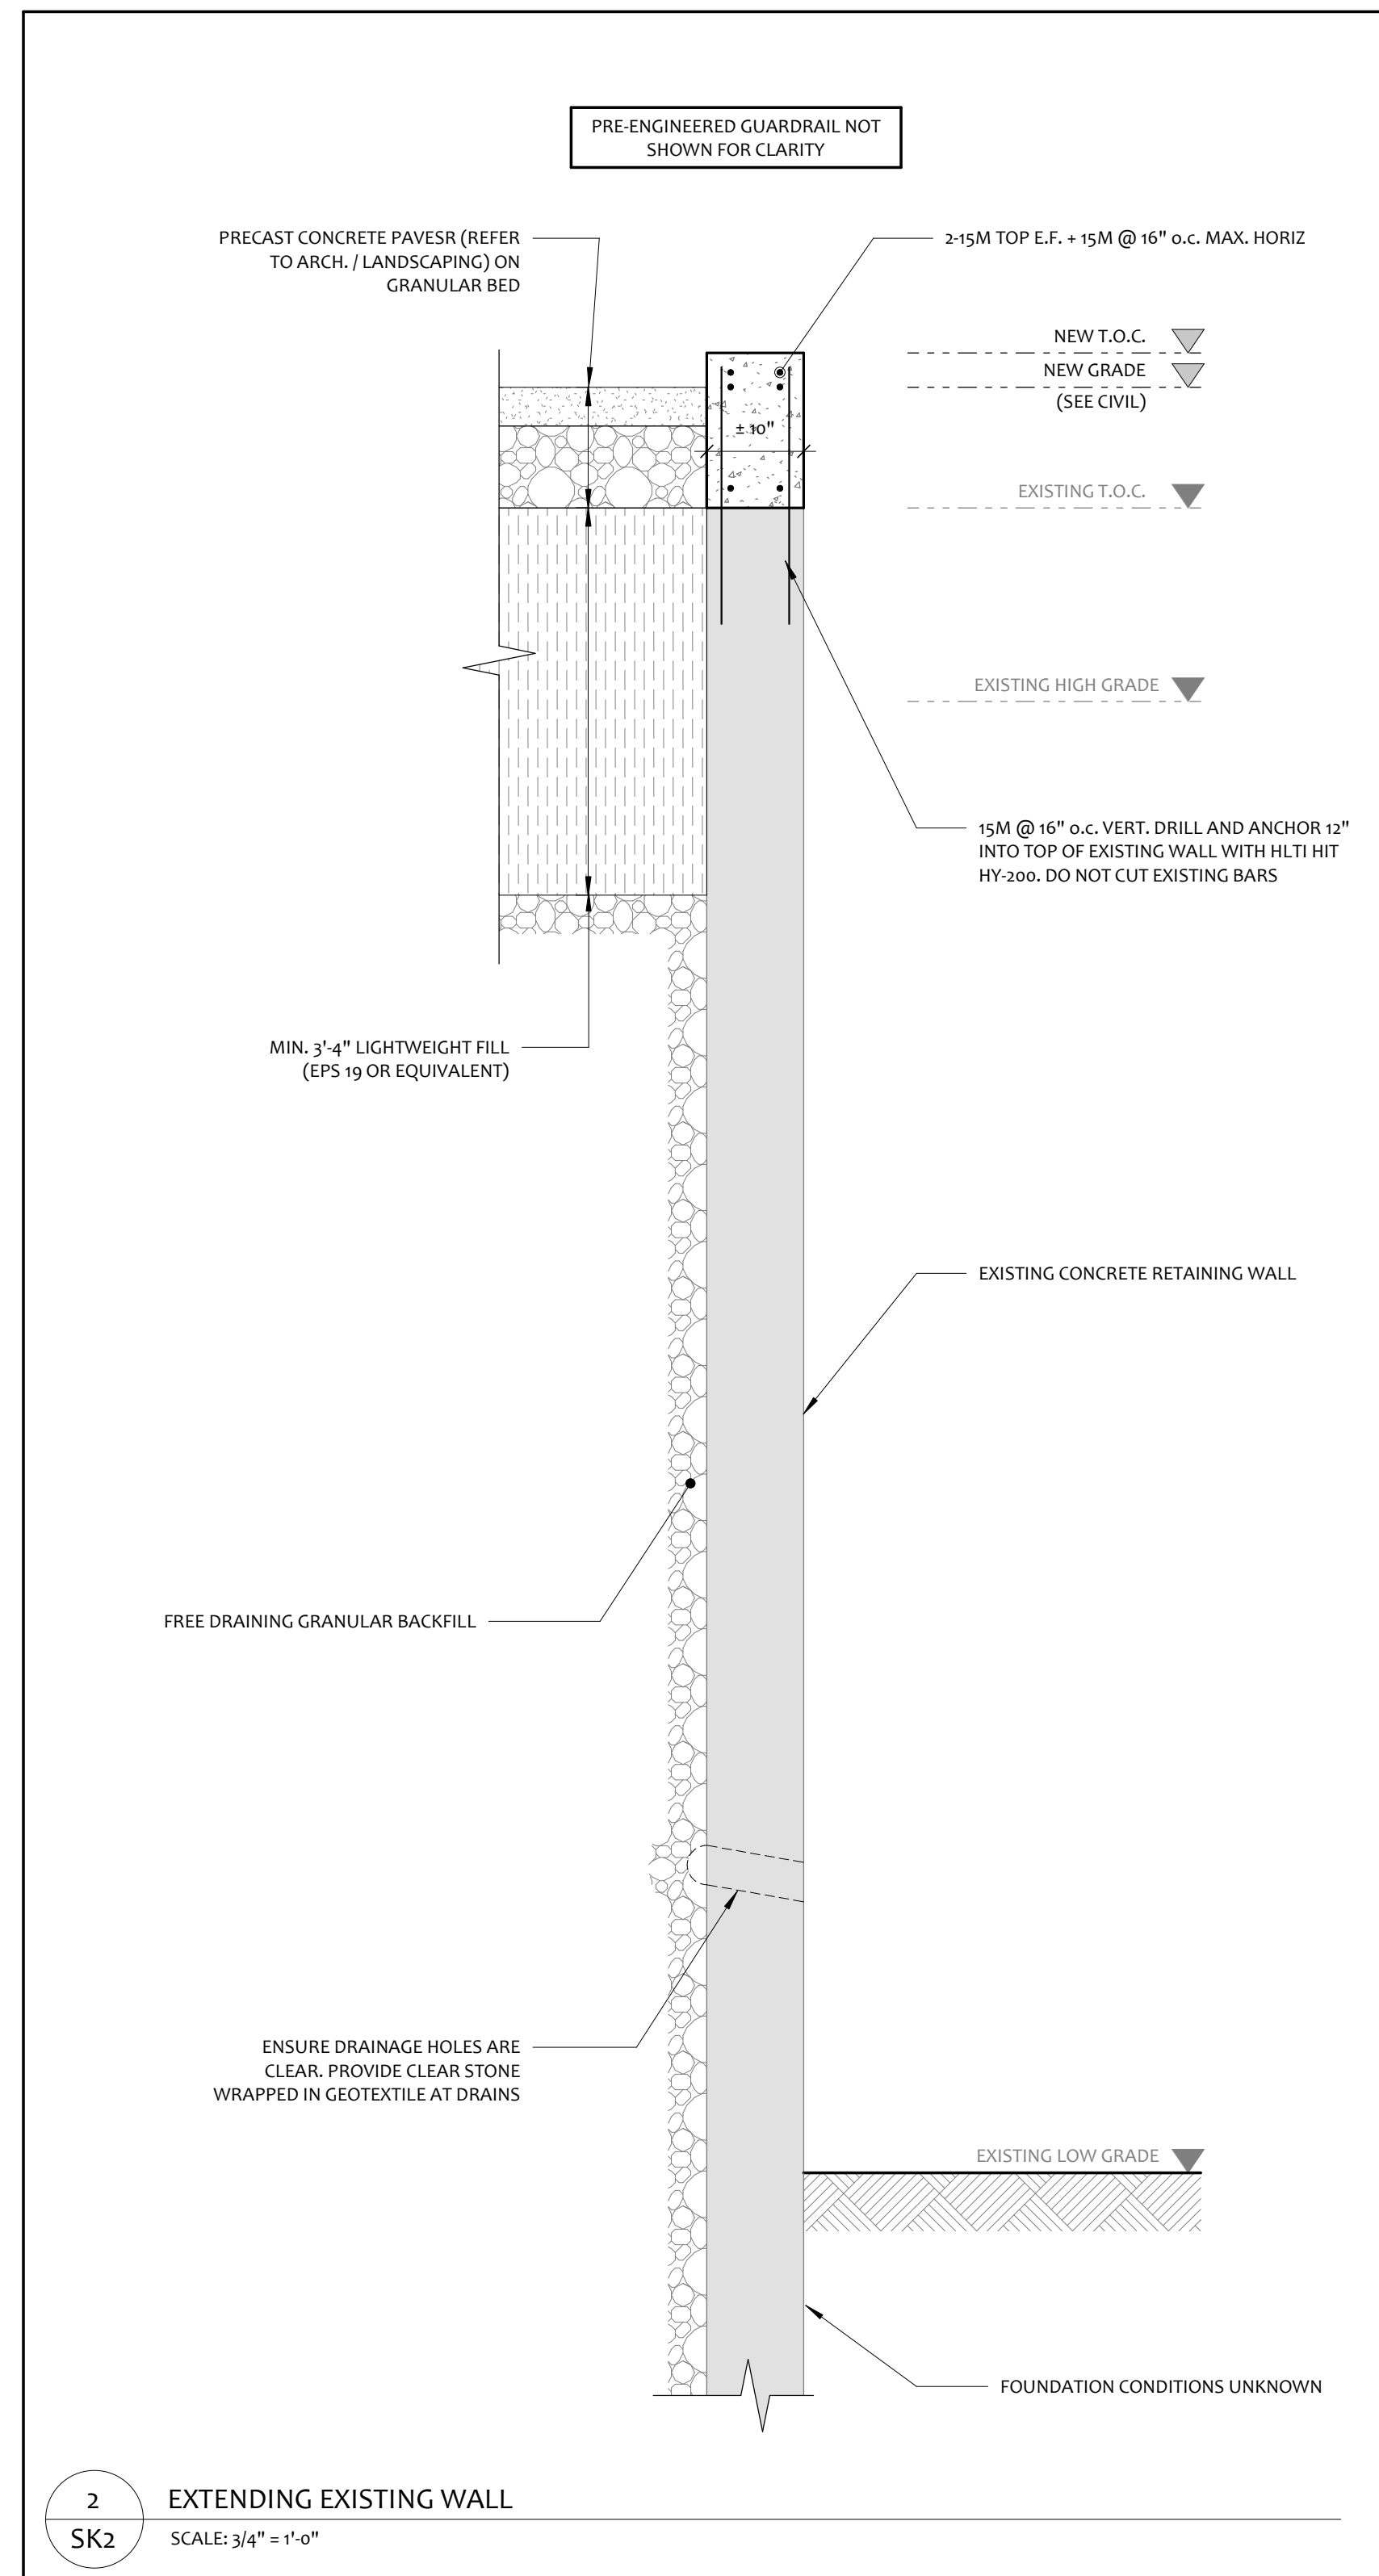 PRE-ENGINEERED GUARDRAIL NOT
SHOWN FOR CLARITY
PRECAST CONCRETE PAVESR (REFER
TO ARCH. / LANDSCAPING) ON
GRANULAR BED
2-15M TOP E.F. + 15M @ 16" o.c. MAX. HORIZ
NEW T.O.C.
NEW GRADE
(SEE CIVIL)
± 10"
EXISTING T.O.C.
EXISTING HIGH GRADE
15M @ 16" o.c. VERT. DRILL AND ANCHOR 12"
INTO TOP OF EXISTING WALL WITH HLTI HIT
HY-200. DO NOT CUT EXISTING BARS
MIN. 3'-4" LIGHTWEIGHT FILL
(EPS 19 OR EQUIVALENT)
EXISTING CONCRETE RETAINING WALL
FREE DRAINING GRANULAR BACKFILL
ENSURE DRAINAGE HOLES ARE
CLEAR. PROVIDE CLEAR STONE
WRAPPED IN GEOTEXTILE AT DRAINS
EXISTING LOW GRADE
FOUNDATION CONDITIONS UNKNOWN
2
EXTENDING EXISTING WALL
SK2
SCALE: 3/4" = 1'-0"